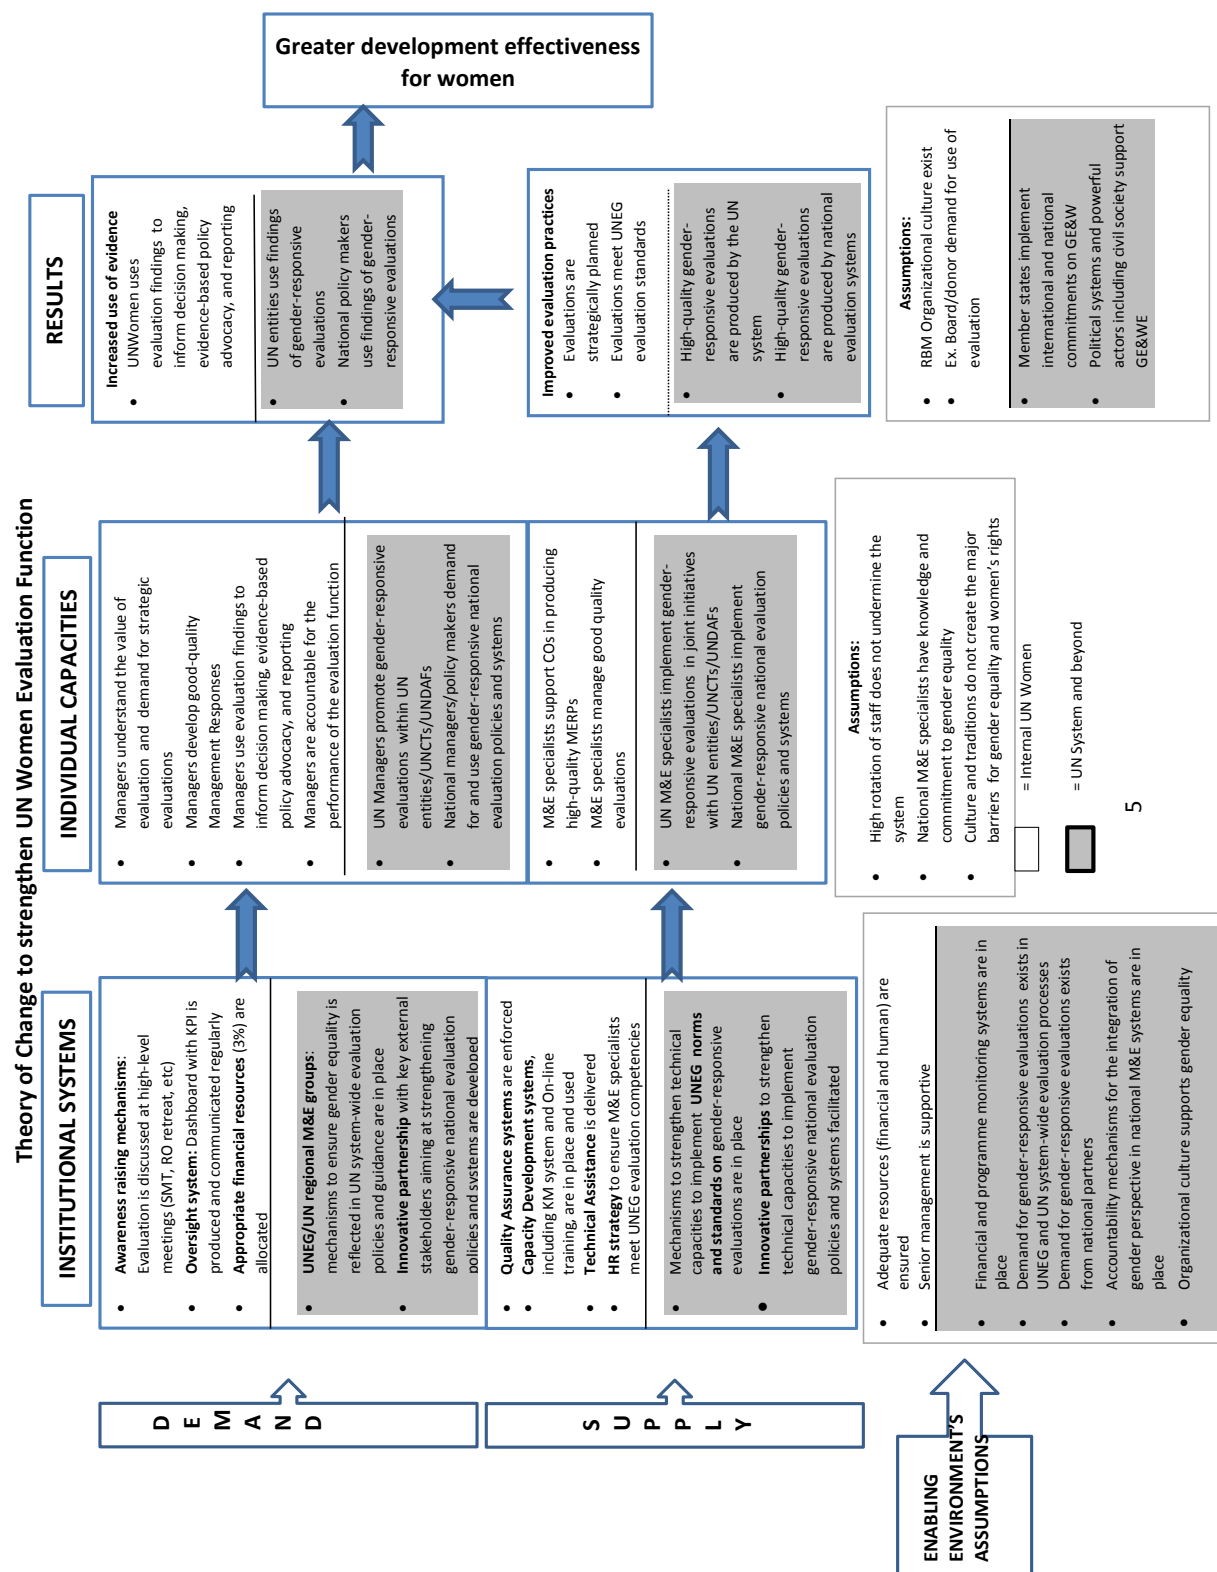 Theory of Change to strengthen UN Women Evaluation Function
INSTITUTIONAL SYSTEMS
INDIVIDUAL CAPACITIES
RESULTS
D
E
M
A
N
D
• Awareness raising mechanisms:
Evaluation is discussed at high-level
meetings (SMT, RO retreat, etc)
• Oversight system: Dashboard with KPI is
produced and communicated regularly
• Appropriate financial resources (3%) are
allocated
• UNEG/UN regional M&E groups:
mechanisms to ensure gender equality is
reflected in UN system-wide evaluation
policies and guidance are in place
• Innovative partnership with key external
stakeholders aiming at strengthening
gender-responsive national evaluation
policies and systems are developed
• Managers understand the value of
evaluation and demand for strategic
evaluations
• Managers develop good-quality
Management Responses
• Managers use evaluation findings to
inform decision making, evidence-based
policy advocacy, and reporting
• Managers are accountable for the
performance of the evaluation function
• UN Managers promote gender-responsive
evaluations within UN
entities/UNCTs/UNDAFs
• National managers/policy makers demand
for and use gender-responsive national
evaluation policies and systems
Increased use of evidence
• UNWomen uses
evaluation findings to
inform decision making,
evidence-based policy
advocacy, and reporting
• UN entities use findings
of gender-responsive
evaluations
• National policy makers
use findings of gender-
responsive evaluations
Greater development effectiveness
for women
S
U
P
P
L
Y
• Quality Assurance systems are enforced
• Capacity Development systems,
including KM system and On-line
training, are in place and used
• Technical Assistance is delivered
• HR strategy to ensure M&E specialists
meet UNEG evaluation competencies
• Mechanisms to strengthen technical
capacities to implement UNEG norms
and standards on gender-responsive
evaluations are in place
• Innovative partnerships to strengthen
technical capacities to implement
gender-responsive national evaluation
policies and systems facilitated
• M&E specialists support COs in producing
high-quality MERPs
• M&E specialists manage good quality
evaluations
• UN M&E specialists implement gender-
responsive evaluations in joint initiatives
with UN entities/UNCTs/UNDAFs
• National M&E specialists implement
gender-responsive national evaluation
policies and systems
Improved evaluation practices
• Evaluations are
strategically planned
• Evaluations meet UNEG
evaluation standards
• High-quality gender-
responsive evaluations
are produced by the UN
system
• High-quality gender-
responsive evaluations
are produced by national
evaluation systems
ENABLING
ENVIRONMENT'S
ASSUMPTIONS
• Adequate resources (financial and human) are
ensured
• Senior management is supportive
• Financial and programme monitoring systems are in
place
• Demand for gender-responsive evaluations exists in
UNEG and UN system-wide evaluation processes
• Demand for gender-responsive evaluations exists
from national partners
• Accountability mechanisms for the integration of
gender perspective in national M&E systems are in
place
• Organizational culture supports gender equality
Assumptions:
• High rotation of staff does not undermine the
system
• National M&E specialists have knowledge and
commitment to gender equality
• Culture and traditions do not create the major
barriers for gender equality and women's rights
Assumptions:
• RBM Organizational culture exist
• Ex. Board/donor demand for use of
evaluation
• Member states implement
international and national
commitments on GE&W
• Political systems and powerful
actors including civil society support
GE&WE
= Internal UN Women
= UN System and beyond
5